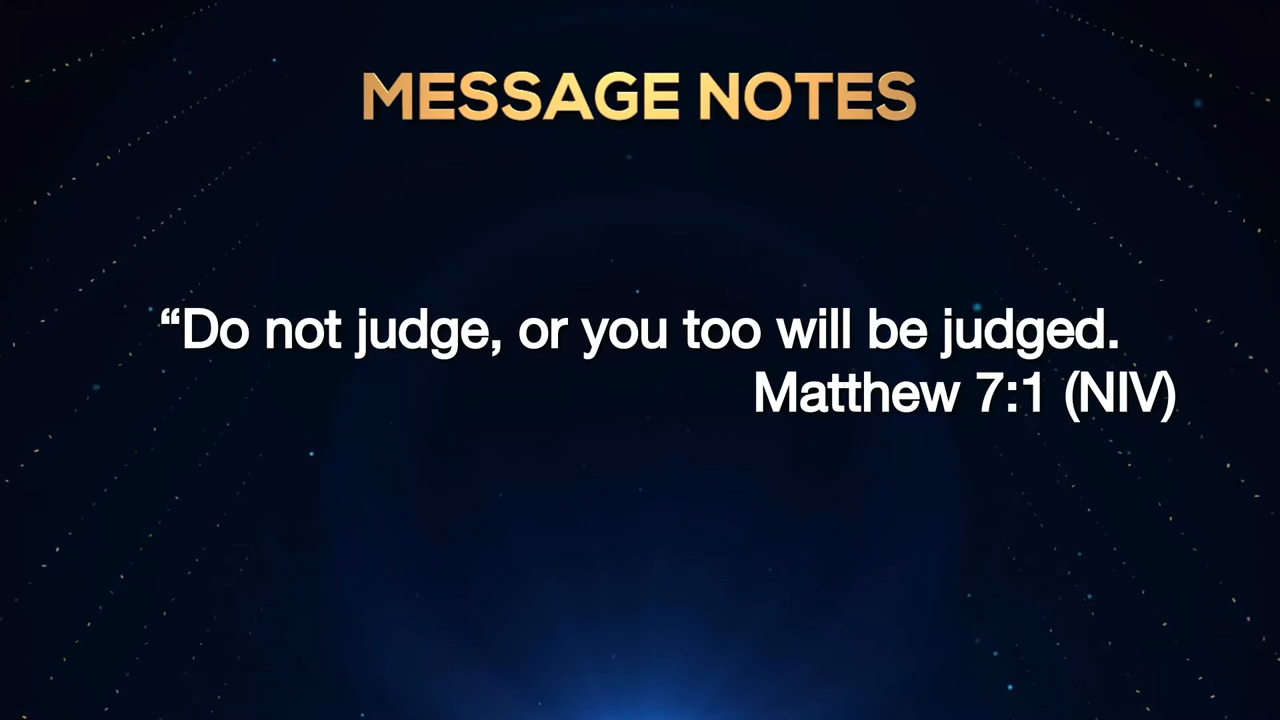 MESSAGE NOTES
“Do not judge, or you too will be judged.
Matthew 7:1 (NIV)